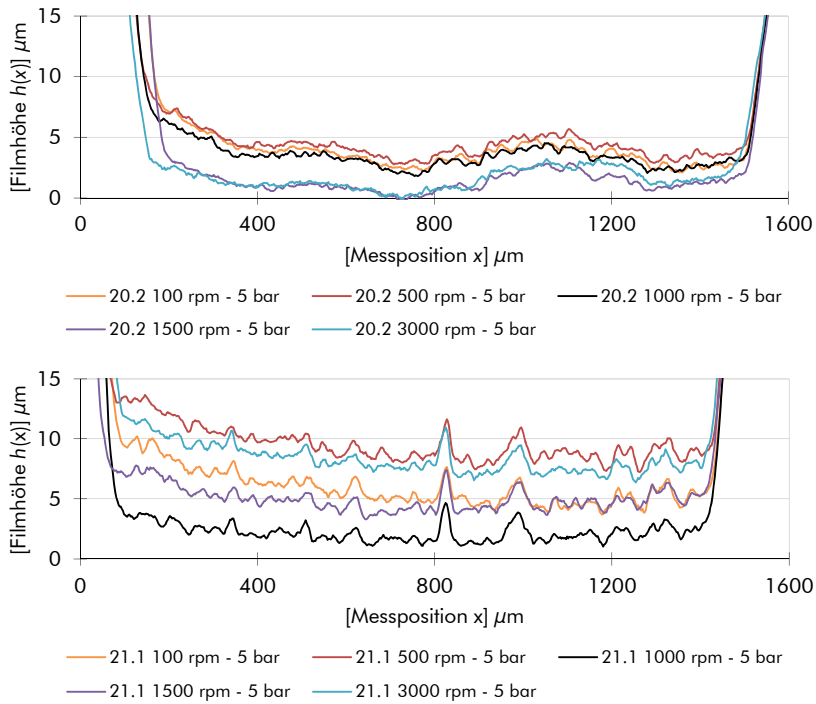 15
10
5
0
[Filmhöhe h(x)] µm
0 400 800 1200 1600
[Messposition x] µm
20.2 100 rpm - 5 bar 20.2 500 rpm - 5 bar 20.2 1000 rpm - 5 bar
20.2 1500 rpm - 5 bar 20.2 3000 rpm - 5 bar
15
10
5
0
[Filmhöhe h(x)] µm
0 400 800 1200 1600
[Messposition x] µm
21.1 100 rpm - 5 bar 21.1 500 rpm - 5 bar 21.1 1000 rpm - 5 bar
21.1 1500 rpm - 5 bar 21.1 3000 rpm - 5 bar